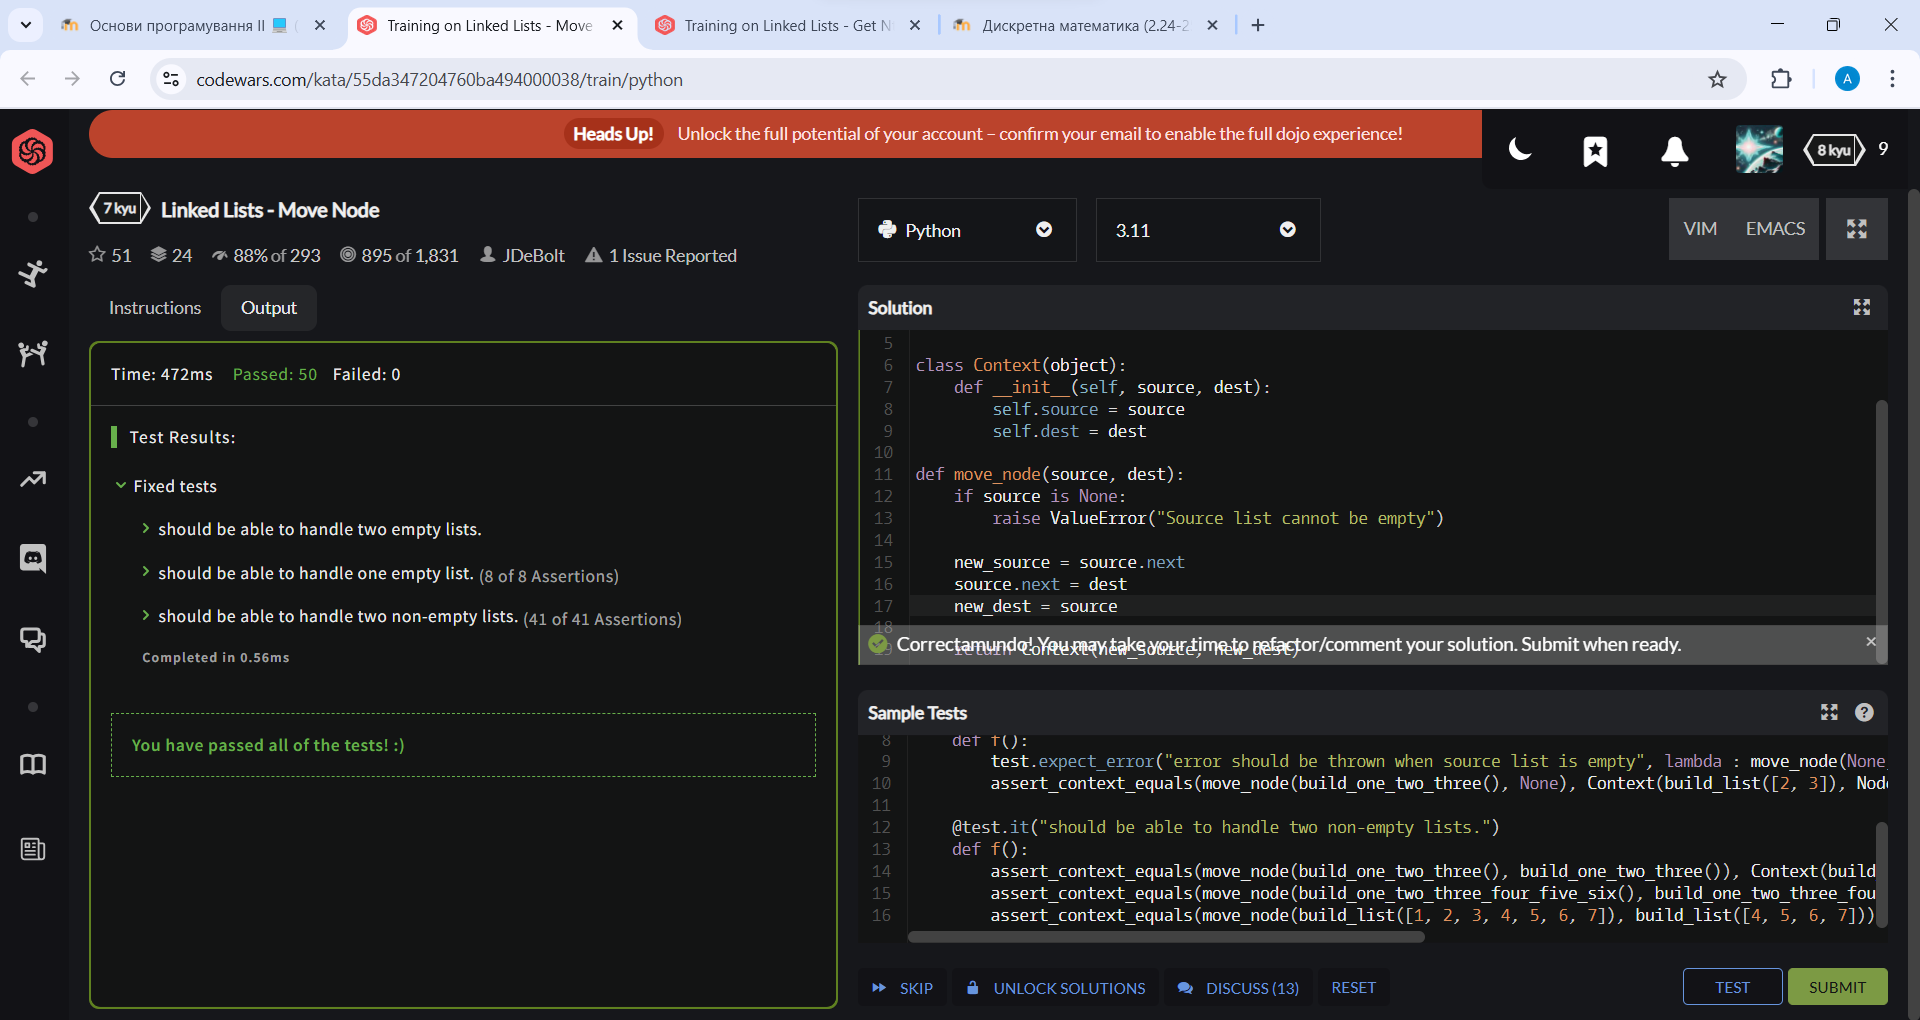 Основи програмування II
Training on Linked Lists - Move
Training on Linked Lists - Get N
Дискретна математика (2.24-2
codewars.com/kata/55da347204760ba494000038/train/python
A
Heads Up! Unlock the full potential of your account – confirm your email to enable the full dojo experience!
8 kyu 9
7 kyu Linked Lists - Move Node
51 24 88% of 293 895 of 1,831 JDeBolt 1 Issue Reported
Python
3.11
VIM EMACS
Instructions Output
Time: 472ms Passed: 50 Failed: 0
Test Results:
Fixed tests
should be able to handle two empty lists.
should be able to handle one empty list. (8 of 8 Assertions)
should be able to handle two non-empty lists. (41 of 41 Assertions)
Completed in 0.56ms
You have passed all of the tests! :)
Solution
5
6 class Context(object):
7 def __init__(self, source, dest):
8 self.source = source
9 self.dest = dest
10
11 def move_node(source, dest):
12 if source is None:
13 raise ValueError("Source list cannot be empty")
14
15 new_source = source.next
16 source.next = dest
17 new_dest = source
18
19 return Context(new_source, new_dest)
Correctamundo! You may take your time to refactor/comment your solution. Submit when ready.
Sample Tests
8 def f():
9 test.expect_error("error should be thrown when source list is empty", lambda : move_node(None,
10 assert_context_equals(move_node(build_one_two_three(), None), Context(build_list([2, 3]), Node
11
12 @test.it("should be able to handle two non-empty lists.")
13 def f():
14 assert_context_equals(move_node(build_one_two_three(), build_one_two_three()), Context(build
15 assert_context_equals(move_node(build_one_two_three_four_five_six(), build_one_two_three_fou
16 assert_context_equals(move_node(build_list([1, 2, 3, 4, 5, 6, 7]), build_list([4, 5, 6, 7]))
SKIP UNLOCK SOLUTIONS DISCUSS (13) RESET TEST SUBMIT